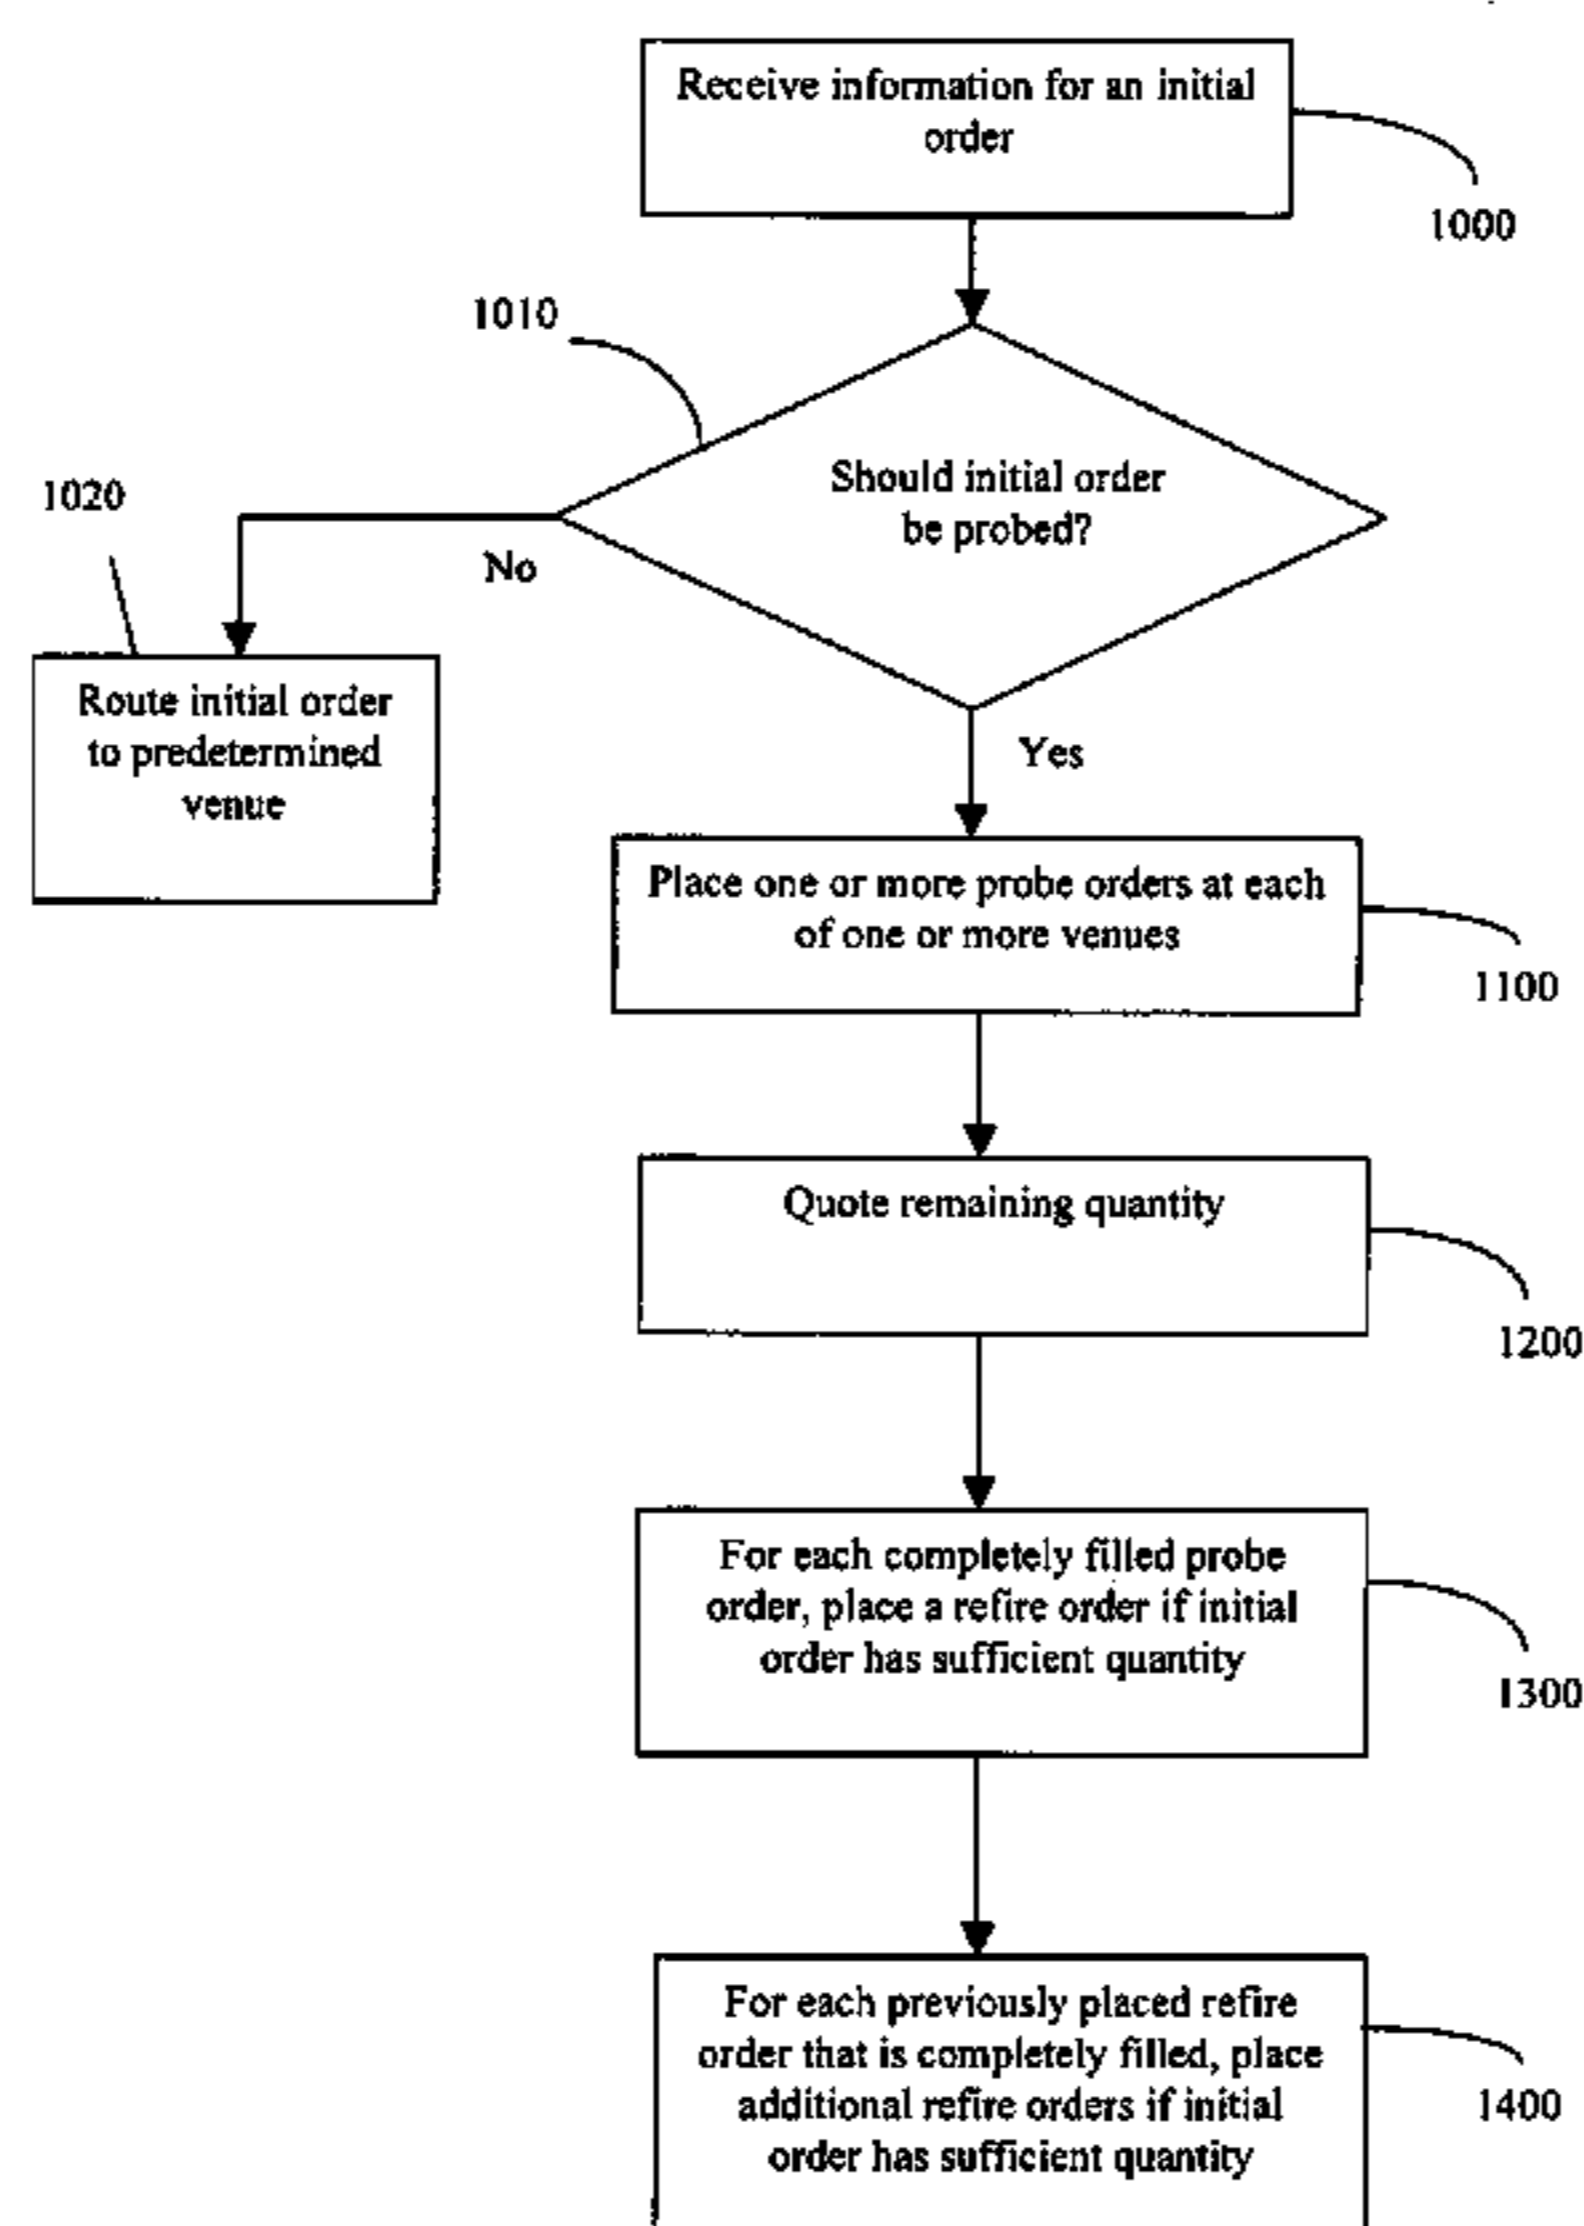 Receive information for an initial
order
1000
1010
Should initial order
be probed?
1020
No
Route initial order
to predetermined
venue
Yes
Place one or more probe orders at each
of one or more venues
1100
Quote remaining quantity
1200
For each completely filled probe
order, place a refire order if initial
order has sufficient quantity
1300
For each previously placed refire
order that is completely filled, place
additional refire orders if initial
order has sufficient quantity
1400